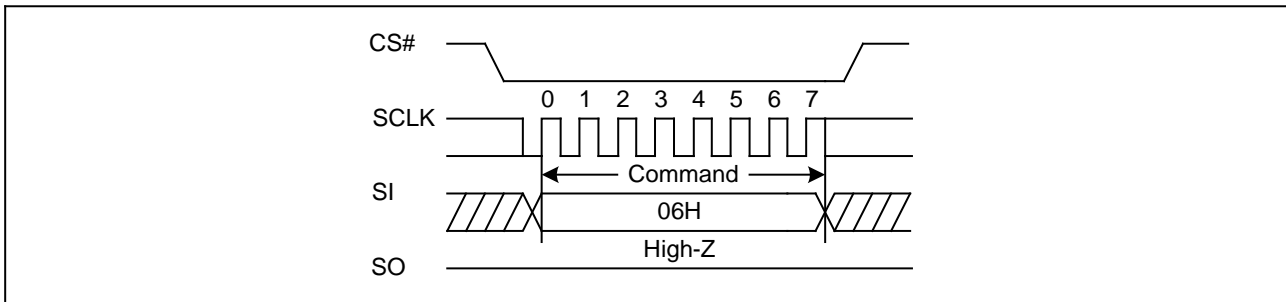 CS#
0 1 2 3 4 5 6 7
SCLK
Command
SI
06H
High-Z
SO